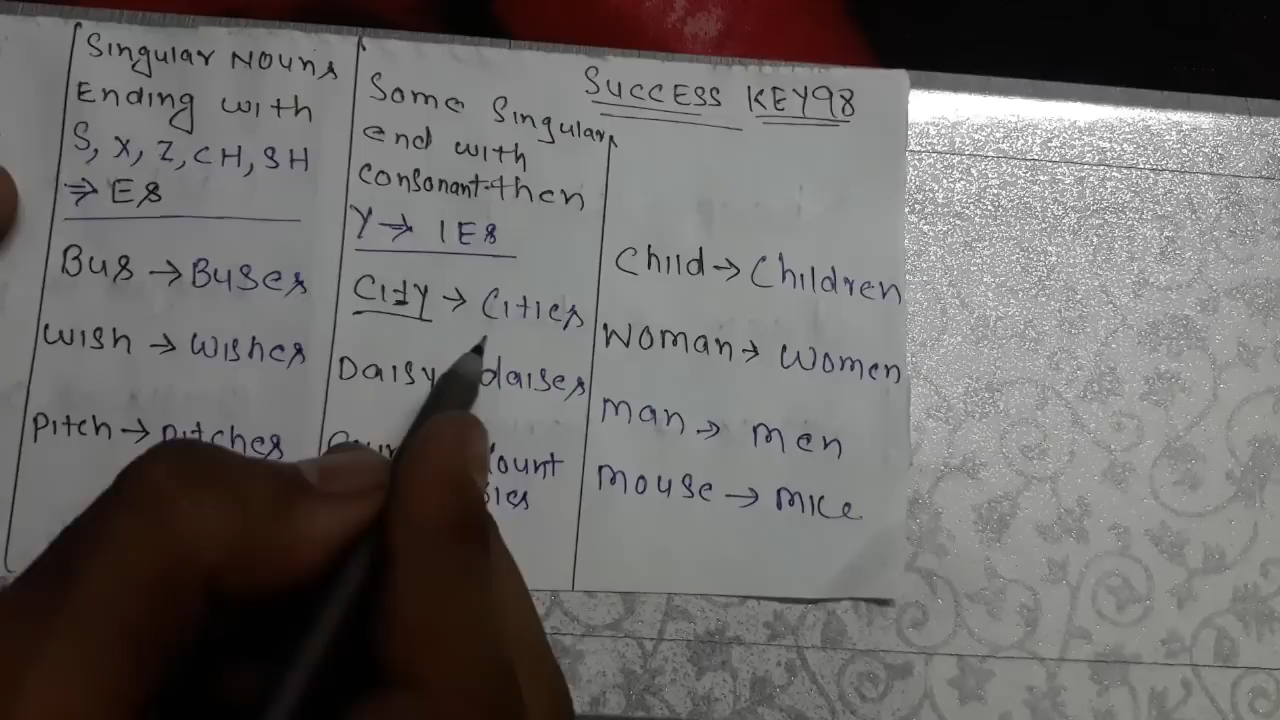 Singular Nouns
Ending with
S, X, Z, CH, SH
⇒ ES
Bus → Buses
Wish → Wishes
Pitch → Pitches
Some Singular
end with
consonant then
Y → IES
City → Cities
Daisy daises
SUCCESS KEY98
Child → Children
Woman → Women
man → men
mouse → mice